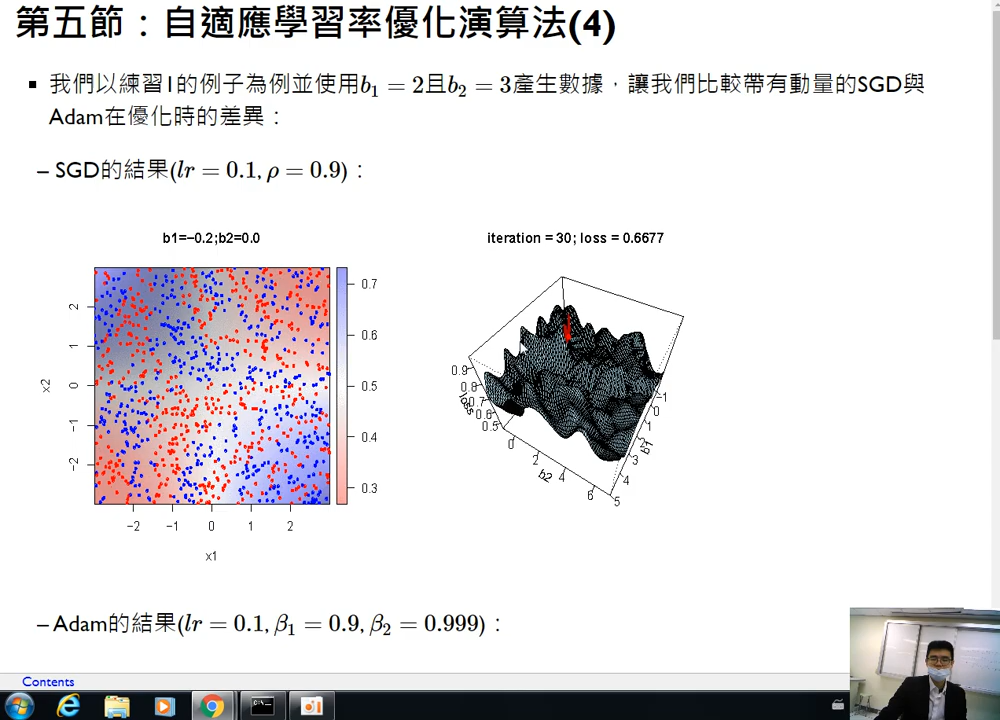 第五節：自適應學習率優化演算法(4)
▪ 我們以練習1的例子為例並使用b₁ = 2且b₂ = 3產生數據，讓我們比較帶有動量的SGD與
Adam在優化時的差異：
– SGD的結果(lr = 0.1, ρ = 0.9)：
b1=−0.2;b2=0.0
iteration = 30; loss = 0.6677
0.7
0.6
0.5
0.4
0.3
2
1
0
−1
−2
x2
−2 −1 0 1 2
x1
0.9
0.8
0.7
0.6
0.5
loss
0
2
4
6
b2
−1
0
1
2
3
4
5
b1
– Adam的結果(lr = 0.1, β₁ = 0.9, β₂ = 0.999)：
Contents